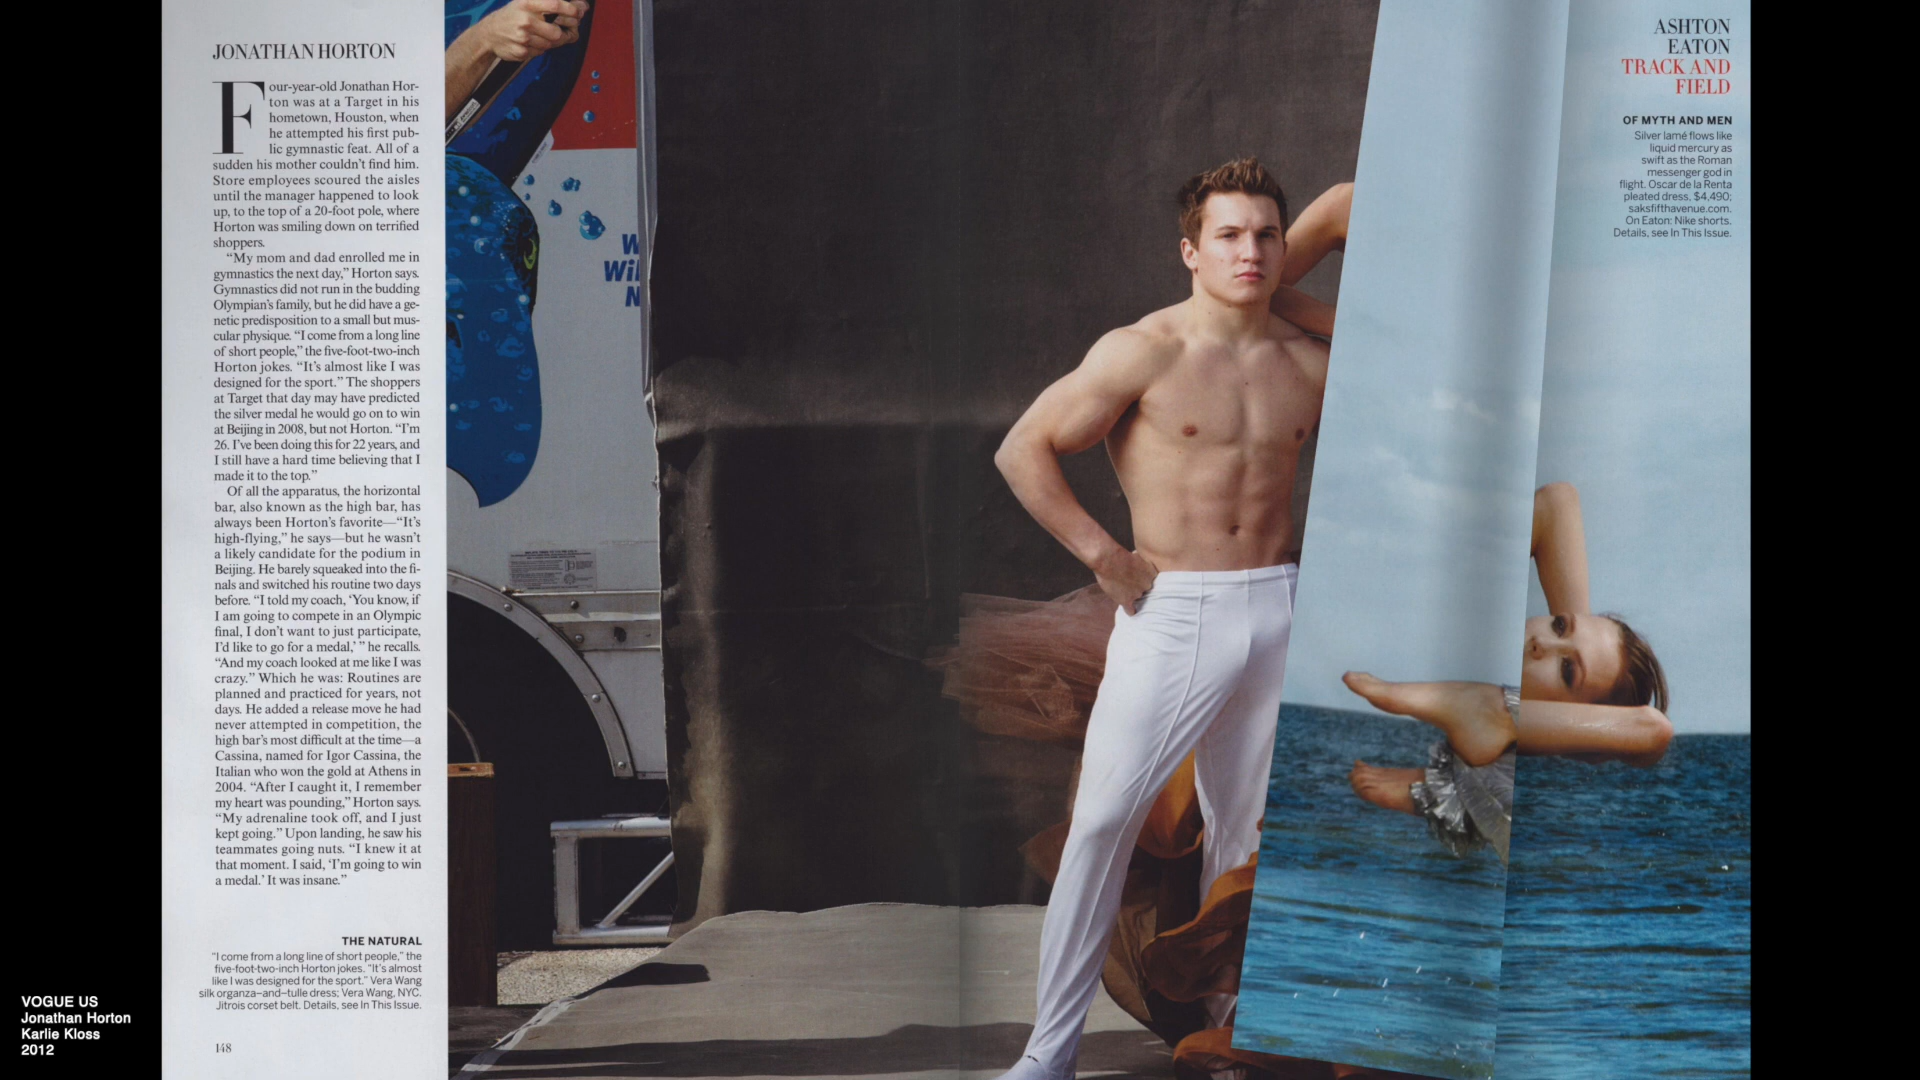 JONATHAN HORTON
Four-year-old Jonathan Hor-
ton was at a Target in his
hometown, Houston, when
he attempted his first pub-
lic gymnastic feat. All of a
sudden his mother couldn't find him.
Store employees scoured the aisles
until the manager happened to look
up, to the top of a 20-foot pole, where
Horton was smiling down on terrified
shoppers.
“My mom and dad enrolled me in
gymnastics the next day,” Horton says.
Gymnastics did not run in the budding
Olympian's family, but he did have a ge-
netic predisposition to a small but mus-
cular physique. “I come from a long line
of short people,” the five-foot-two-inch
Horton jokes. “It's almost like I was
designed for the sport.” The shoppers
at Target that day may have predicted
the silver medal he would go on to win
at Beijing in 2008, but not Horton. “I'm
26. I've been doing this for 22 years, and
I still have a hard time believing that I
made it to the top.”
Of all the apparatus, the horizontal
bar, also known as the high bar, has
always been Horton's favorite—“It's
high-flying,” he says—but he wasn't
a likely candidate for the podium in
Beijing. He barely squeaked into the fi-
nals and switched his routine two days
before. “I told my coach, ‘You know, if
I am going to compete in an Olympic
final, I don't want to just participate,
I'd like to go for a medal,’ ” he recalls.
“And my coach looked at me like I was
crazy.” Which he was: Routines are
planned and practiced for years, not
days. He added a release move he had
never attempted in competition, the
high bar's most difficult at the time—a
Cassina, named for Igor Cassina, the
Italian who won the gold at Athens in
2004. “After I caught it, I remember
my heart was pounding,” Horton says.
“My adrenaline took off, and I just
kept going.” Upon landing, he saw his
teammates going nuts. “I knew it at
that moment. I said, ‘I'm going to win
a medal.’ It was insane.”
THE NATURAL
“I come from a long line of short people,” the
five-foot-two-inch Horton jokes. “It's almost
like I was designed for the sport.” Vera Wang
silk organza–and–tulle dress; Vera Wang, NYC.
Jitrois corset belt. Details, see In This Issue.
148
W
Wil
N
ASHTON
EATON
TRACK AND
FIELD
OF MYTH AND MEN
Silver lamé flows like
liquid mercury as
swift as the Roman
messenger god in
flight. Oscar de la Renta
pleated dress, $4,490;
saksfifthavenue.com.
On Eaton: Nike shorts.
Details, see In This Issue.
VOGUE US
Jonathan Horton
Karlie Kloss
2012